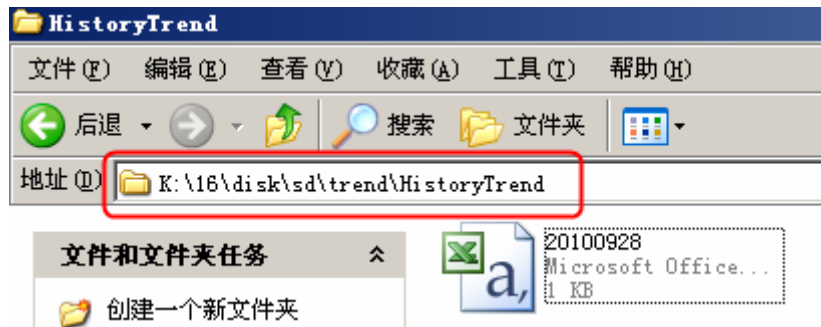 HistoryTrend
文件(F) 编辑(E) 查看(V) 收藏(A) 工具(T) 帮助(H)
后退 搜索 文件夹
地址(D) K:\16\disk\sd\trend\HistoryTrend
文件和文件夹任务
创建一个新文件夹
a,
20100928
Microsoft Office...
1 KB